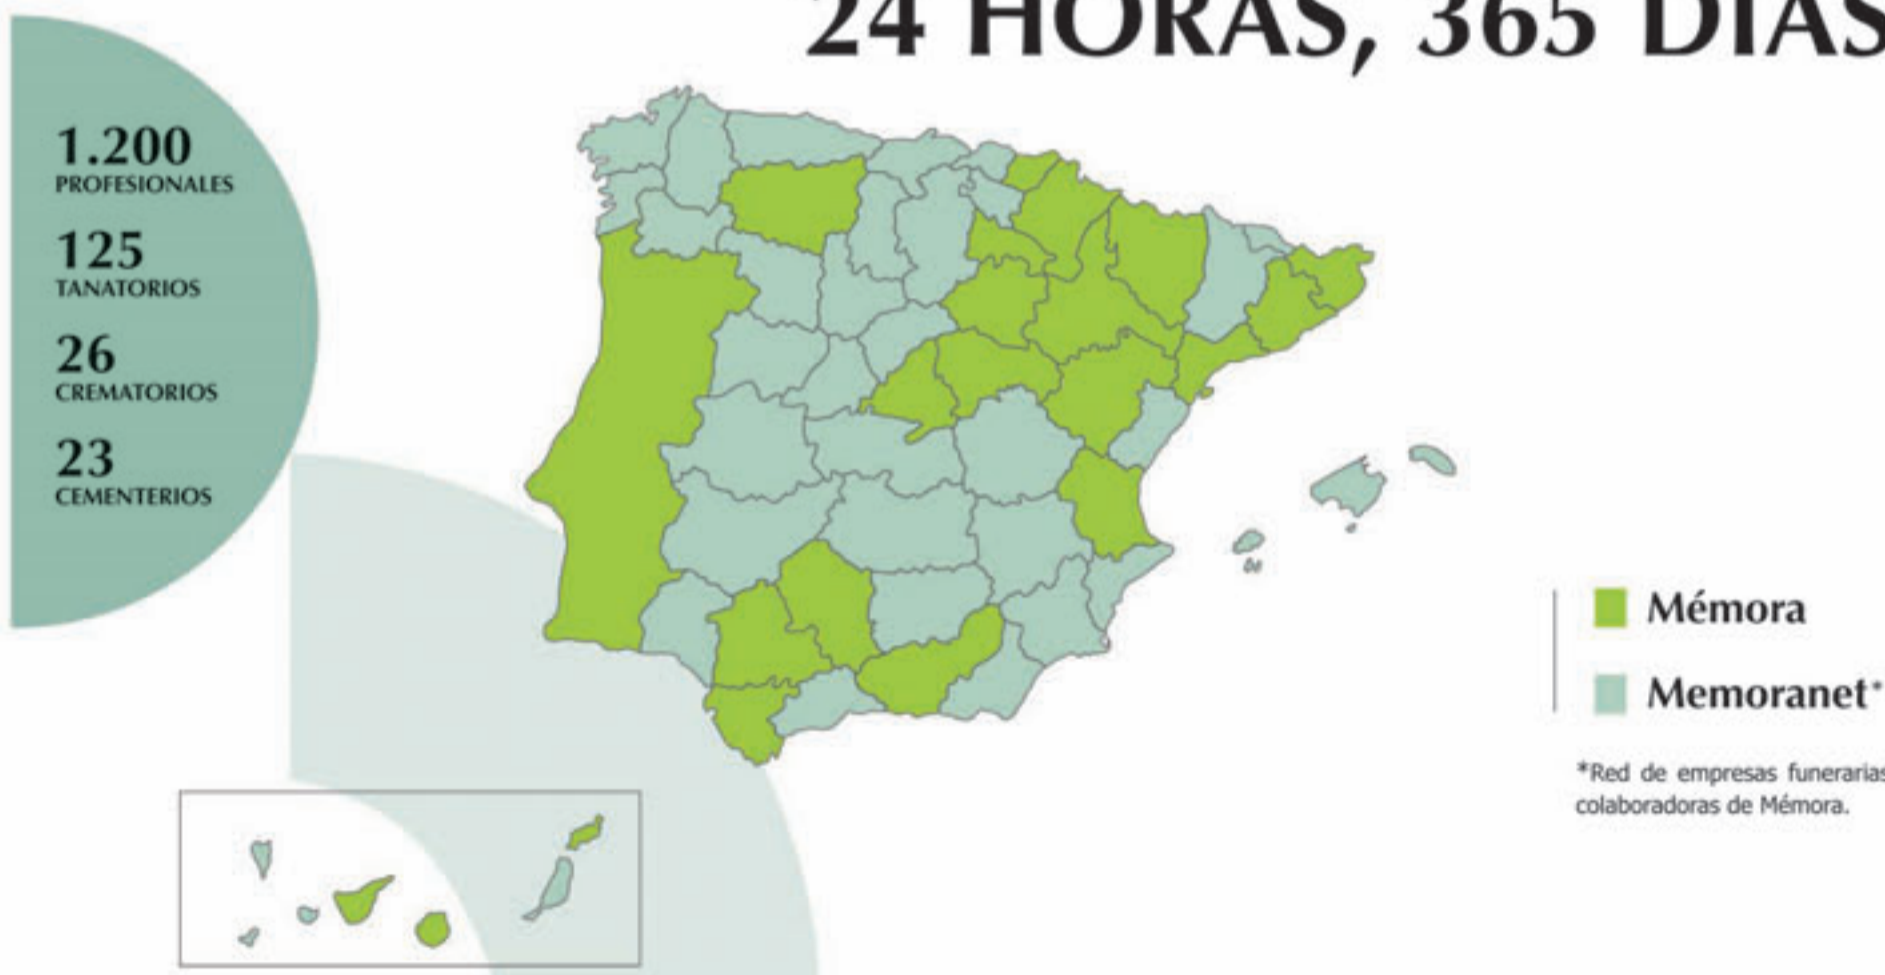 24 HORAS, 365 DÍAS
1.200
PROFESIONALES
125
TANATORIOS
26
CREMATORIOS
23
CEMENTERIOS
Mémora
Memoranet*
*Red de empresas funerarias
colaboradoras de Mémora.